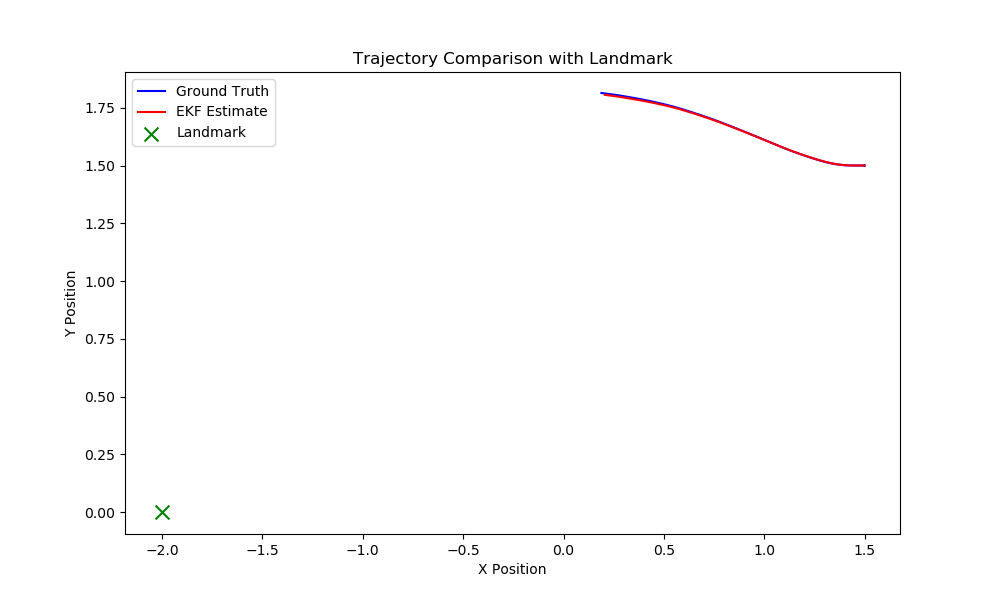 Trajectory Comparison with Landmark
Ground Truth
EKF Estimate
Landmark
Y Position
1.75
1.50
1.25
1.00
0.75
0.50
0.25
0.00
−2.0 −1.5 −1.0 −0.5 0.0 0.5 1.0 1.5
X Position